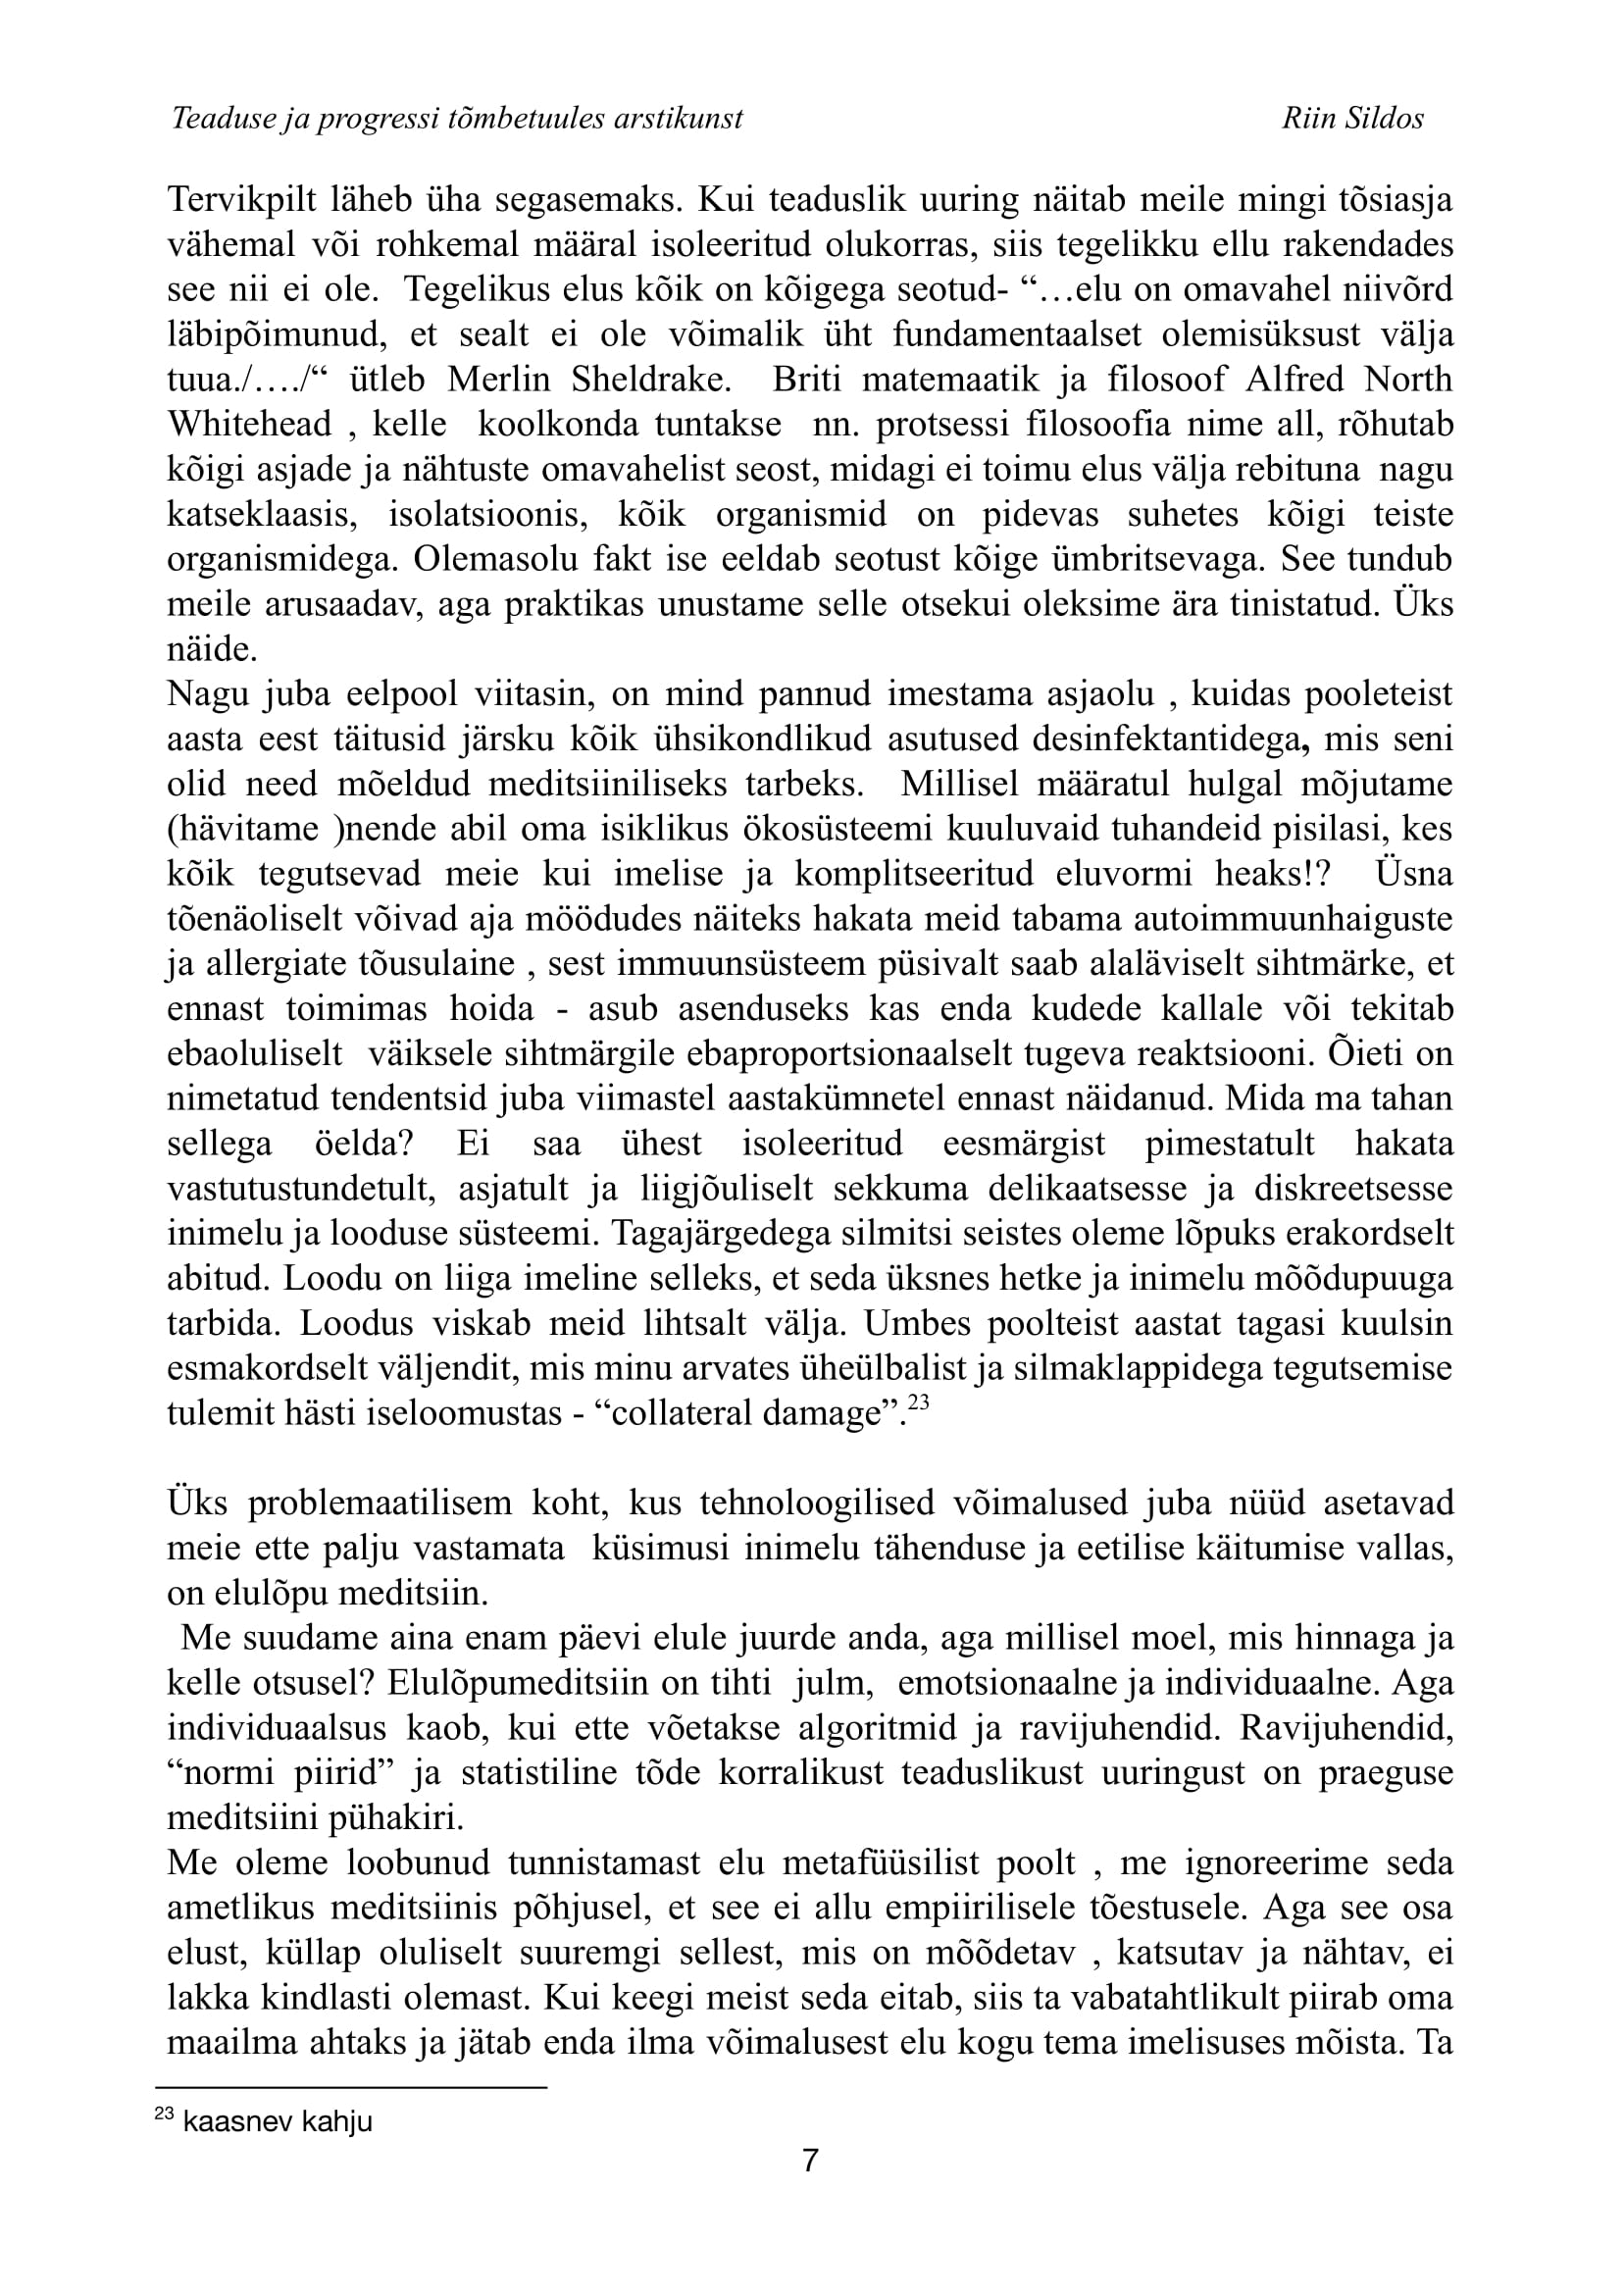 Teaduse ja progressi tõmbetuules arstikunst Riin Sildos
Tervikpilt läheb üha segasemaks. Kui teaduslik uuring näitab meile mingi tõsiasja
vähemal või rohkemal määral isoleeritud olukorras, siis tegelikku ellu rakendades
see nii ei ole.  Tegelikus elus kõik on kõigega seotud- “…elu on omavahel niivõrd
läbipõimunud, et sealt ei ole võimalik üht fundamentaalset olemisüksust välja
tuua./…./“ ütleb Merlin Sheldrake.  Briti matemaatik ja filosoof Alfred North
Whitehead , kelle  koolkonda tuntakse  nn. protsessi filosoofia nime all, rõhutab
kõigi asjade ja nähtuste omavahelist seost, midagi ei toimu elus välja rebituna  nagu
katseklaasis, isolatsioonis, kõik organismid on pidevas suhetes kõigi teiste
organismidega. Olemasolu fakt ise eeldab seotust kõige ümbritsevaga. See tundub
meile arusaadav, aga praktikas unustame selle otsekui oleksime ära tinistatud. Üks
näide.
Nagu juba eelpool viitasin, on mind pannud imestama asjaolu , kuidas pooleteist
aasta eest täitusid järsku kõik ühsikondlikud asutused desinfektantidega, mis seni
olid need mõeldud meditsiiniliseks tarbeks.  Millisel määratul hulgal mõjutame
(hävitame )nende abil oma isiklikus ökosüsteemi kuuluvaid tuhandeid pisilasi, kes
kõik tegutsevad meie kui imelise ja komplitseeritud eluvormi heaks!?  Üsna
tõenäoliselt võivad aja möödudes näiteks hakata meid tabama autoimmuunhaiguste
ja allergiate tõusulaine , sest immuunsüsteem püsivalt saab alaläviselt sihtmärke, et
ennast toimimas hoida - asub asenduseks kas enda kudede kallale või tekitab
ebaoluliselt  väiksele sihtmärgile ebaproportsionaalselt tugeva reaktsiooni. Õieti on
nimetatud tendentsid juba viimastel aastakümnetel ennast näidanud. Mida ma tahan
sellega öelda? Ei saa ühest isoleeritud eesmärgist pimestatult hakata
vastutustundetult, asjatult ja liigjõuliselt sekkuma delikaatsesse ja diskreetsesse
inimelu ja looduse süsteemi. Tagajärgedega silmitsi seistes oleme lõpuks erakordselt
abitud. Loodu on liiga imeline selleks, et seda üksnes hetke ja inimelu mõõdupuuga
tarbida. Loodus viskab meid lihtsalt välja. Umbes poolteist aastat tagasi kuulsin
esmakordselt väljendit, mis minu arvates üheülbalist ja silmaklappidega tegutsemise
tulemit hästi iseloomustas - “collateral damage”.23
Üks problemaatilisem koht, kus tehnoloogilised võimalused juba nüüd asetavad
meie ette palju vastamata  küsimusi inimelu tähenduse ja eetilise käitumise vallas,
on elulõpu meditsiin.
Me suudame aina enam päevi elule juurde anda, aga millisel moel, mis hinnaga ja
kelle otsusel? Elulõpumeditsiin on tihti  julm,  emotsionaalne ja individuaalne. Aga
individuaalsus kaob, kui ette võetakse algoritmid ja ravijuhendid. Ravijuhendid,
“normi piirid” ja statistiline tõde korralikust teaduslikust uuringust on praeguse
meditsiini pühakiri.
Me oleme loobunud tunnistamast elu metafüüsilist poolt , me ignoreerime seda
ametlikus meditsiinis põhjusel, et see ei allu empiirilisele tõestusele. Aga see osa
elust, küllap oluliselt suuremgi sellest, mis on mõõdetav , katsutav ja nähtav, ei
lakka kindlasti olemast. Kui keegi meist seda eitab, siis ta vabatahtlikult piirab oma
maailma ahtaks ja jätab enda ilma võimalusest elu kogu tema imelisuses mõista. Ta
23 kaasnev kahju
7